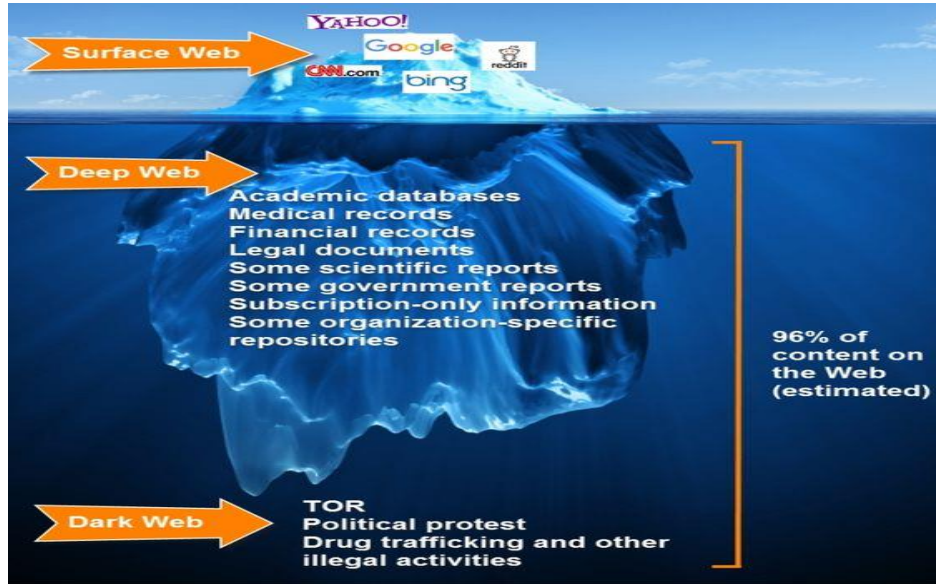 YAHOO!
Surface Web
Google
reddit
CNN.com
bing
Deep Web
Academic databases
Medical records
Financial records
Legal documents
Some scientific reports
Some government reports
Subscription-only information
Some organization-specific
repositories
96% of
content on
the Web
(estimated)
Dark Web
TOR
Political protest
Drug trafficking and other
illegal activities